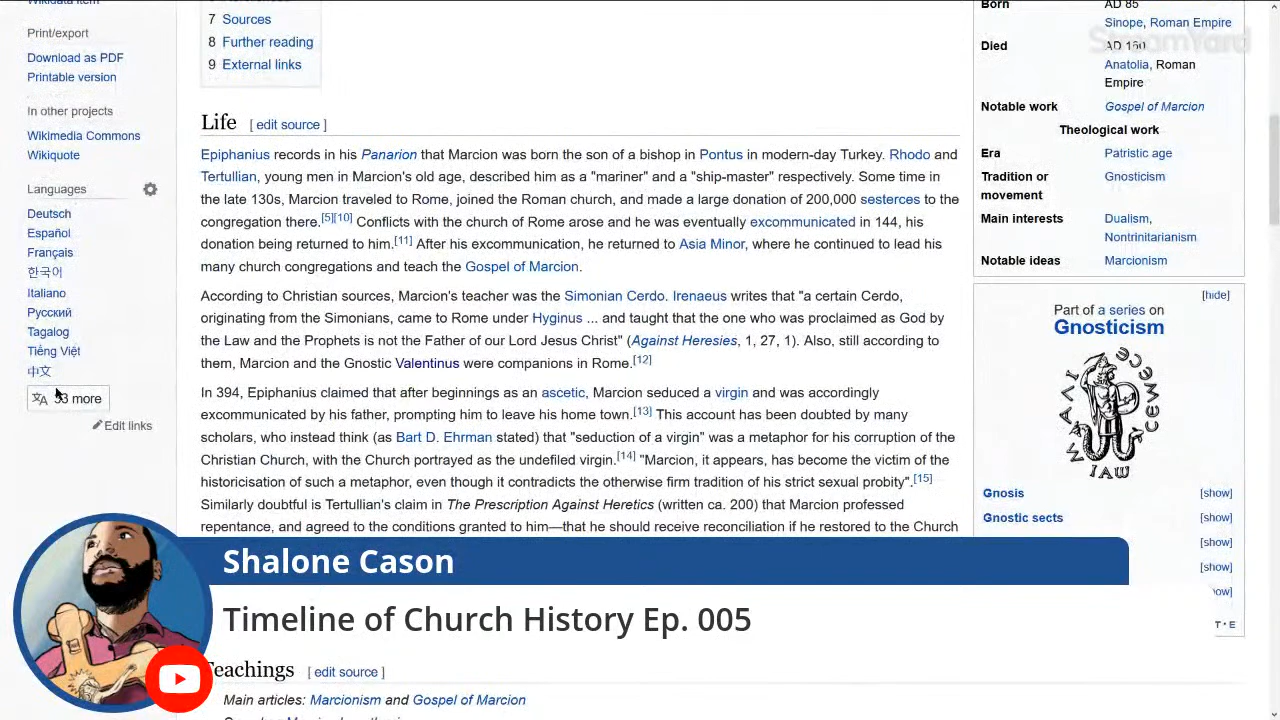 Wikidata item
Print/export
Download as PDF
Printable version
In other projects
Wikimedia Commons
Wikiquote
Languages
Deutsch
Español
Français
한국어
Italiano
Русский
Tagalog
Tiếng Việt
中文
53 more
Edit links
7 Sources
8 Further reading
9 External links
Life [ edit source ]
Epiphanius records in his Panarion that Marcion was born the son of a bishop in Pontus in modern-day Turkey. Rhodo and
Tertullian, young men in Marcion's old age, described him as a "mariner" and a "ship-master" respectively. Some time in
the late 130s, Marcion traveled to Rome, joined the Roman church, and made a large donation of 200,000 sesterces to the
congregation there.[5][10] Conflicts with the church of Rome arose and he was eventually excommunicated in 144, his
donation being returned to him.[11] After his excommunication, he returned to Asia Minor, where he continued to lead his
many church congregations and teach the Gospel of Marcion.
According to Christian sources, Marcion's teacher was the Simonian Cerdo. Irenaeus writes that "a certain Cerdo,
originating from the Simonians, came to Rome under Hyginus ... and taught that the one who was proclaimed as God by
the Law and the Prophets is not the Father of our Lord Jesus Christ" (Against Heresies, 1, 27, 1). Also, still according to
them, Marcion and the Gnostic Valentinus were companions in Rome.[12]
In 394, Epiphanius claimed that after beginnings as an ascetic, Marcion seduced a virgin and was accordingly
excommunicated by his father, prompting him to leave his home town.[13] This account has been doubted by many
scholars, who instead think (as Bart D. Ehrman stated) that "seduction of a virgin" was a metaphor for his corruption of the
Christian Church, with the Church portrayed as the undefiled virgin.[14] "Marcion, it appears, has become the victim of the
historicisation of such a metaphor, even though it contradicts the otherwise firm tradition of his strict sexual probity".[15]
Similarly doubtful is Tertullian's claim in The Prescription Against Heretics (written ca. 200) that Marcion professed
repentance, and agreed to the conditions granted to him—that he should receive reconciliation if he restored to the Church
Teachings [ edit source ]
Main articles: Marcionism and Gospel of Marcion
Born AD 85
Sinope, Roman Empire
Died AD 160
Anatolia, Roman
Empire
Notable work Gospel of Marcion
Theological work
Era Patristic age
Tradition or Gnosticism
movement
Main interests Dualism,
Nontrinitarianism
Notable ideas Marcionism
StreamYard
[hide]
Part of a series on
Gnosticism
ΙΑW
Gnosis [show]
Gnostic sects [show]
[show]
[show]
T • E
Shalone Cason
Timeline of Church History Ep. 005